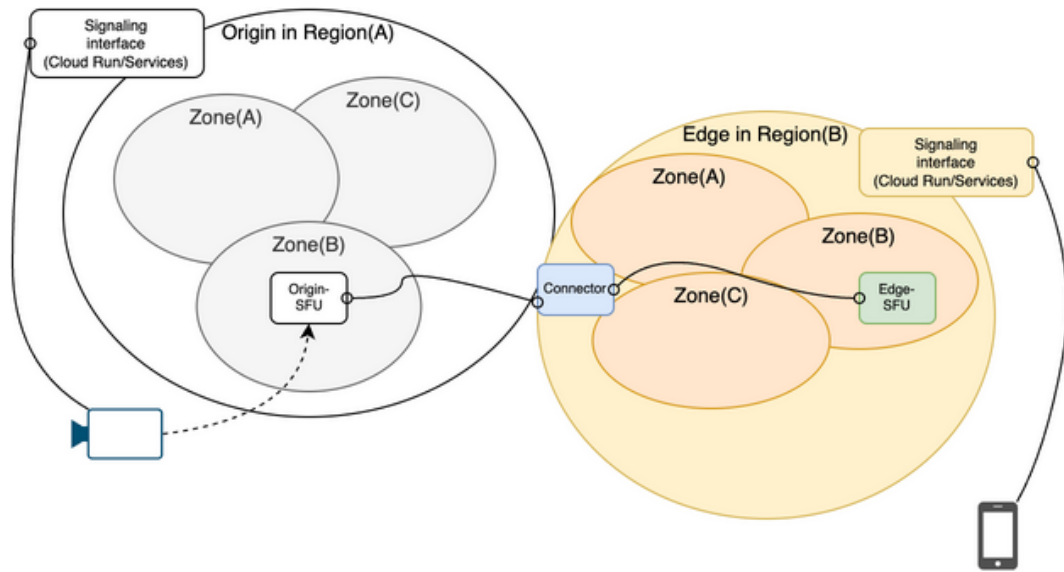 Signaling
interface
(Cloud Run/Services)
Origin in Region(A)
Zone(A)
Zone(C)
Zone(B)
Origin-
SFU
Connector
Edge in Region(B)
Signaling
interface
(Cloud Run/Services)
Zone(A)
Zone(B)
Zone(C)
Edge-
SFU